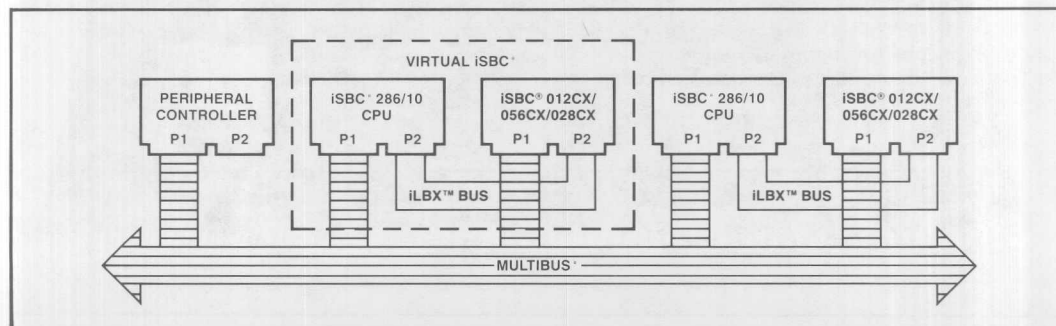 VIRTUAL iSBC®
PERIPHERAL
CONTROLLER
P1 P2
iSBC® 286/10
CPU
P1 P2
iSBC® 012CX/
056CX/028CX
P1 P2
iLBX™ BUS
iSBC® 286/10
CPU
P1 P2
iSBC® 012CX/
056CX/028CX
P1 P2
iLBX™ BUS
MULTIBUS®